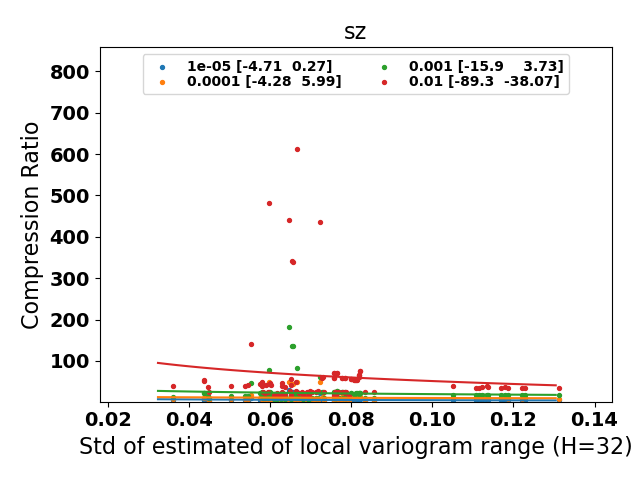 sz
1e-05 [-4.71 0.27]
0.0001 [-4.28 5.99]
0.001 [-15.9 3.73]
0.01 [-89.3 -38.07]
Compression Ratio
800
700
600
500
400
300
200
100
0.02 0.04 0.06 0.08 0.10 0.12 0.14
Std of estimated of local variogram range (H=32)